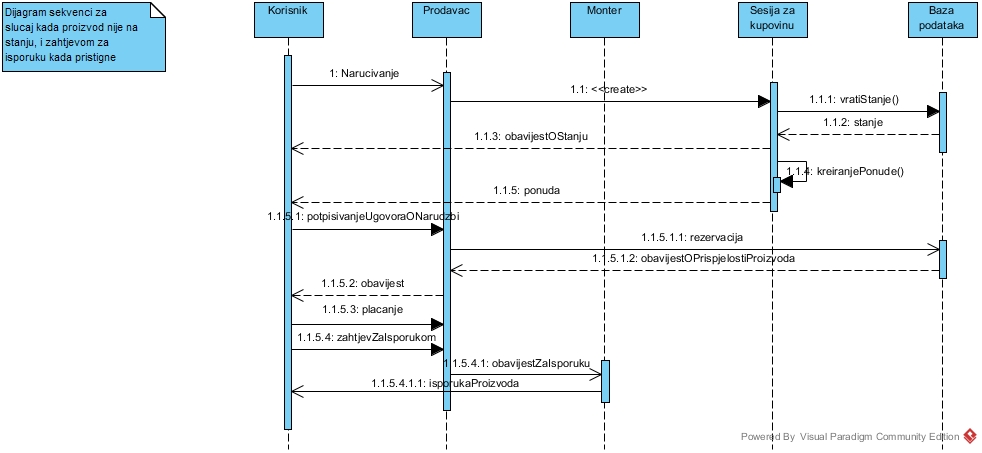 Dijagram sekvenci za
slucaj kada proizvod nije na
stanju, i zahtjevom za
isporuku kada pristigne
Korisnik
Prodavac
Monter
Sesija za
kupovinu
Baza
podataka
1: Narucivanje
1.1: <<create>>
1.1.1: vratiStanje()
1.1.2: stanje
1.1.3: obavijestOStanju
1.1.4: kreiranjePonude()
1.1.5: ponuda
1.1.5.1: potpisivanjeUgovoraONarudzbi
1.1.5.1.1: rezervacija
1.1.5.1.2: obavijestOPrispjelostiProizvoda
1.1.5.2: obavijest
1.1.5.3: placanje
1.1.5.4: zahtjevZaIsporukom
1.1.5.4.1: obavijestZaIsporuku
1.1.5.4.1.1: isporukaProizvoda
Powered By Visual Paradigm Community Edition